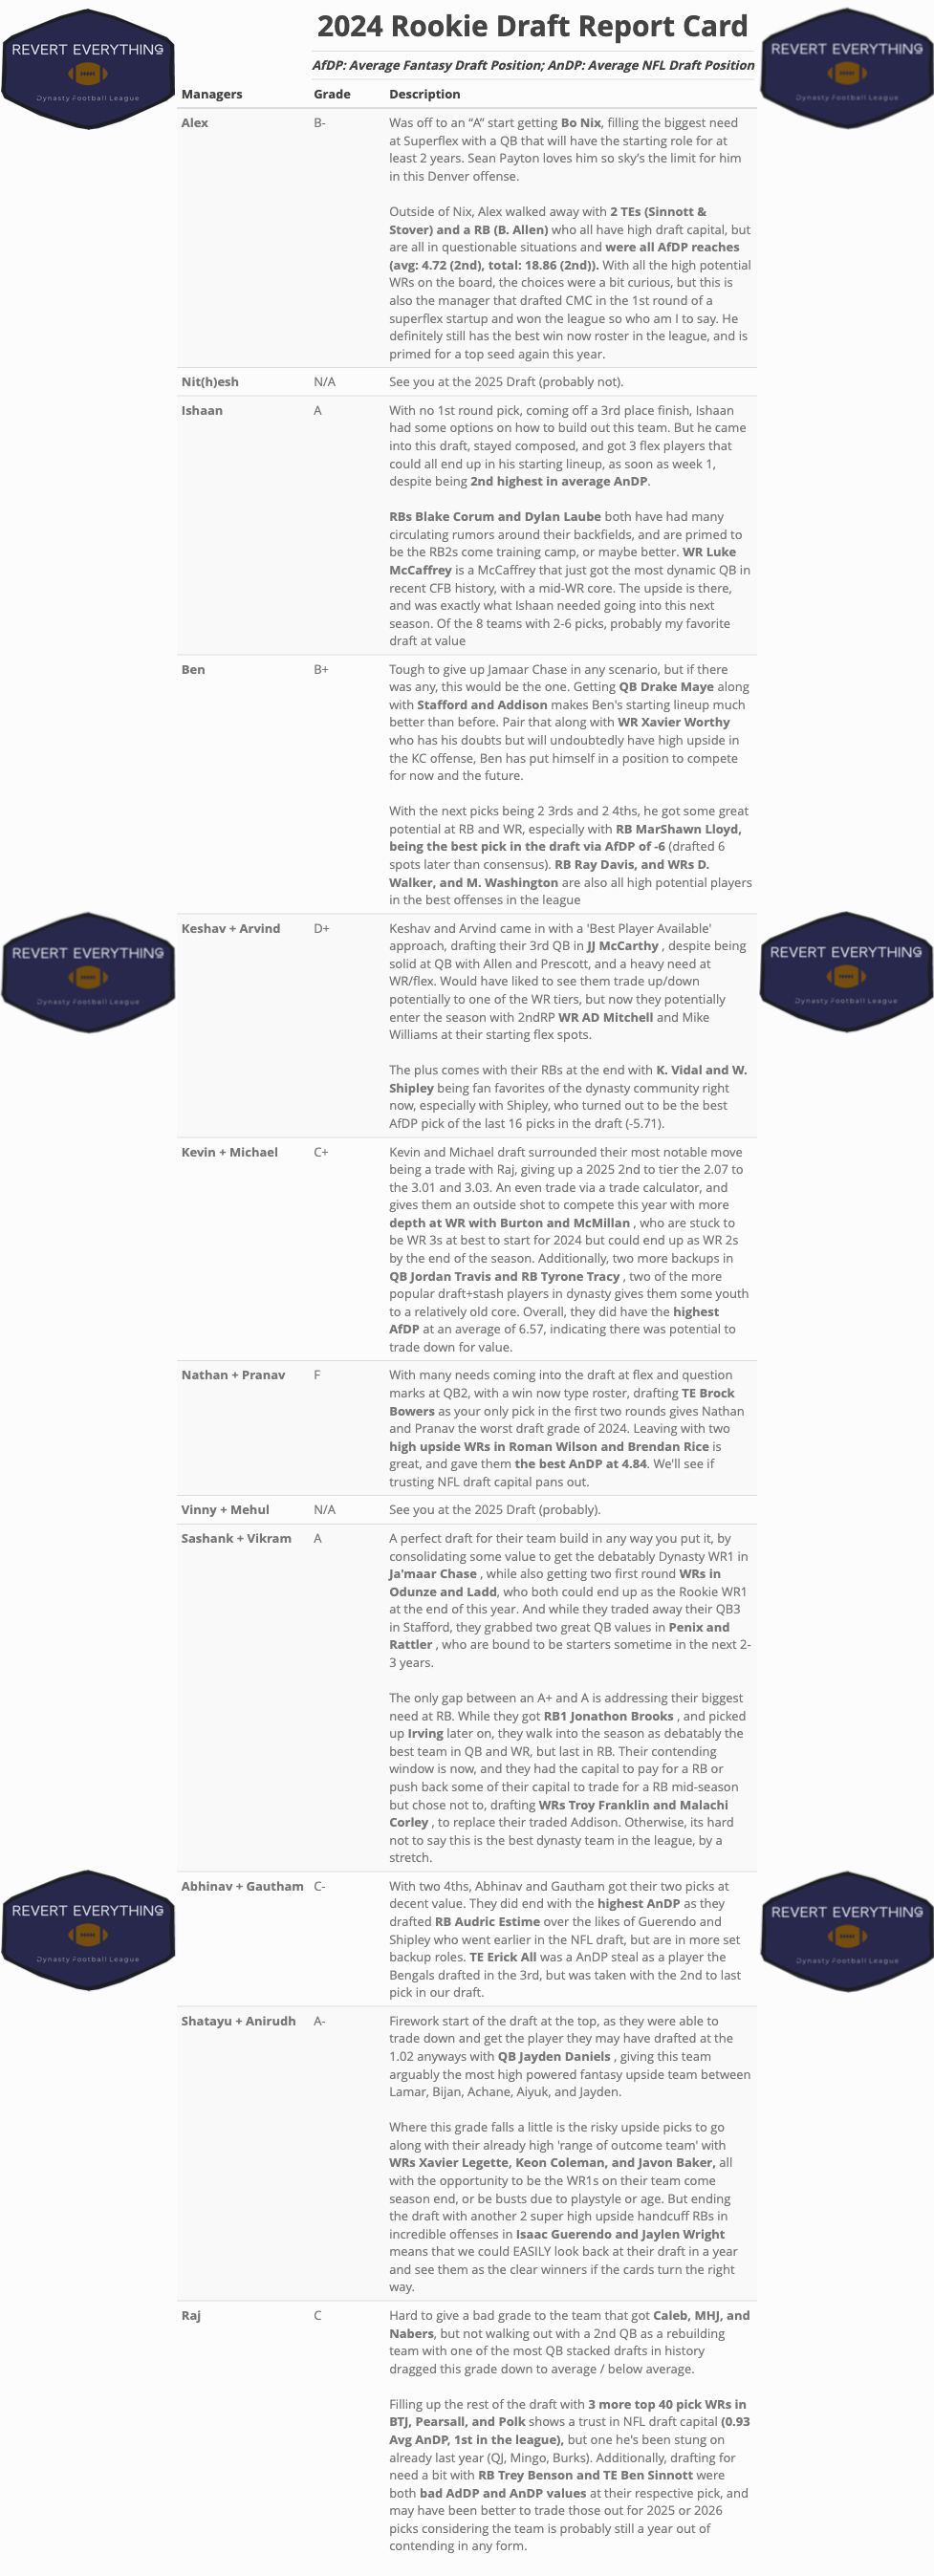 2024 Rookie Draft Report Card
REVERT EVERYTHING
Dynasty Football League
REVERT EVERYTHING
Dynasty Football League
AfDP: Average Fantasy Draft Position; AnDP: Average NFL Draft Position
Managers Grade Description
Alex B- Was off to an “A” start getting Bo Nix, filling the biggest need
at Superflex with a QB that will have the starting role for at
least 2 years. Sean Payton loves him so sky’s the limit for him
in this Denver offense.
Outside of Nix, Alex walked away with 2 TEs (Sinnott &
Stover) and a RB (B. Allen) who all have high draft capital, but
are all in questionable situations and were all AfDP reaches
(avg: 4.72 (2nd), total: 18.86 (2nd)). With all the high potential
WRs on the board, the choices were a bit curious, but this is
also the manager that drafted CMC in the 1st round of a
superflex startup and won the league so who am I to say. He
definitely still has the best win now roster in the league, and is
primed for a top seed again this year.
Nit(h)esh N/A See you at the 2025 Draft (probably not).
Ishaan A With no 1st round pick, coming off a 3rd place finish, Ishaan
had some options on how to build out this team. But he came
into this draft, stayed composed, and got 3 flex players that
could all end up in his starting lineup, as soon as week 1,
despite being 2nd highest in average AnDP.
RBs Blake Corum and Dylan Laube both have had many
circulating rumors around their backfields, and are primed to
be the RB2s come training camp, or maybe better. WR Luke
McCaffrey is a McCaffrey that just got the most dynamic QB in
recent CFB history, with a mid-WR core. The upside is there,
and was exactly what Ishaan needed going into this next
season. Of the 8 teams with 2-6 picks, probably my favorite
draft at value
Ben B+ Tough to give up Jamaar Chase in any scenario, but if there
was any, this would be the one. Getting QB Drake Maye along
with Stafford and Addison makes Ben's starting lineup much
better than before. Pair that along with WR Xavier Worthy
who has his doubts but will undoubtedly have high upside in
the KC offense, Ben has put himself in a position to compete
for now and the future.
With the next picks being 2 3rds and 2 4ths, he got some great
potential at RB and WR, especially with RB MarShawn Lloyd,
being the best pick in the draft via AfDP of -6 (drafted 6
spots later than consensus). RB Ray Davis, and WRs D.
Walker, and M. Washington are also all high potential players
in the best offenses in the league
REVERT EVERYTHING
Dynasty Football League
REVERT EVERYTHING
Dynasty Football League
Keshav + Arvind D+ Keshav and Arvind came in with a 'Best Player Available'
approach, drafting their 3rd QB in JJ McCarthy , despite being
solid at QB with Allen and Prescott, and a heavy need at
WR/flex. Would have liked to see them trade up/down
potentially to one of the WR tiers, but now they potentially
enter the season with 2ndRP WR AD Mitchell and Mike
Williams at their starting flex spots.
The plus comes with their RBs at the end with K. Vidal and W.
Shipley being fan favorites of the dynasty community right
now, especially with Shipley, who turned out to be the best
AfDP pick of the last 16 picks in the draft (-5.71).
Kevin + Michael C+ Kevin and Michael draft surrounded their most notable move
being a trade with Raj, giving up a 2025 2nd to tier the 2.07 to
the 3.01 and 3.03. An even trade via a trade calculator, and
gives them an outside shot to compete this year with more
depth at WR with Burton and McMillan , who are stuck to
be WR 3s at best to start for 2024 but could end up as WR 2s
by the end of the season. Additionally, two more backups in
QB Jordan Travis and RB Tyrone Tracy , two of the more
popular draft+stash players in dynasty gives them some youth
to a relatively old core. Overall, they did have the highest
AfDP at an average of 6.57, indicating there was potential to
trade down for value.
Nathan + Pranav F With many needs coming into the draft at flex and question
marks at QB2, with a win now type roster, drafting TE Brock
Bowers as your only pick in the first two rounds gives Nathan
and Pranav the worst draft grade of 2024. Leaving with two
high upside WRs in Roman Wilson and Brendan Rice is
great, and gave them the best AnDP at 4.84. We'll see if
trusting NFL draft capital pans out.
Vinny + Mehul N/A See you at the 2025 Draft (probably).
Sashank + Vikram A A perfect draft for their team build in any way you put it, by
consolidating some value to get the debatably Dynasty WR1 in
Ja'maar Chase , while also getting two first round WRs in
Odunze and Ladd, who both could end up as the Rookie WR1
at the end of this year. And while they traded away their QB3
in Stafford, they grabbed two great QB values in Penix and
Rattler , who are bound to be starters sometime in the next 2-
3 years.
The only gap between an A+ and A is addressing their biggest
need at RB. While they got RB1 Jonathon Brooks , and picked
up Irving later on, they walk into the season as debatably the
best team in QB and WR, but last in RB. Their contending
window is now, and they had the capital to pay for a RB or
push back some of their capital to trade for a RB mid-season
but chose not to, drafting WRs Troy Franklin and Malachi
Corley , to replace their traded Addison. Otherwise, its hard
not to say this is the best dynasty team in the league, by a
stretch.
REVERT EVERYTHING
Dynasty Football League
REVERT EVERYTHING
Dynasty Football League
Abhinav + Gautham C- With two 4ths, Abhinav and Gautham got their two picks at
decent value. They did end with the highest AnDP as they
drafted RB Audric Estime over the likes of Guerendo and
Shipley who went earlier in the NFL draft, but are in more set
backup roles. TE Erick All was a AnDP steal as a player the
Bengals drafted in the 3rd, but was taken with the 2nd to last
pick in our draft.
Shatayu + Anirudh A- Firework start of the draft at the top, as they were able to
trade down and get the player they may have drafted at the
1.02 anyways with QB Jayden Daniels , giving this team
arguably the most high powered fantasy upside team between
Lamar, Bijan, Achane, Aiyuk, and Jayden.
Where this grade falls a little is the risky upside picks to go
along with their already high 'range of outcome team' with
WRs Xavier Legette, Keon Coleman, and Javon Baker, all
with the opportunity to be the WR1s on their team come
season end, or be busts due to playstyle or age. But ending
the draft with another 2 super high upside handcuff RBs in
incredible offenses in Isaac Guerendo and Jaylen Wright
means that we could EASILY look back at their draft in a year
and see them as the clear winners if the cards turn the right
way.
Raj C Hard to give a bad grade to the team that got Caleb, MHJ, and
Nabers, but not walking out with a 2nd QB as a rebuilding
team with one of the most QB stacked drafts in history
dragged this grade down to average / below average.
Filling up the rest of the draft with 3 more top 40 pick WRs in
BTJ, Pearsall, and Polk shows a trust in NFL draft capital (0.93
Avg AnDP, 1st in the league), but one he's been stung on
already last year (QJ, Mingo, Burks). Additionally, drafting for
need a bit with RB Trey Benson and TE Ben Sinnott were
both bad AdDP and AnDP values at their respective pick, and
may have been better to trade those out for 2025 or 2026
picks considering the team is probably still a year out of
contending in any form.